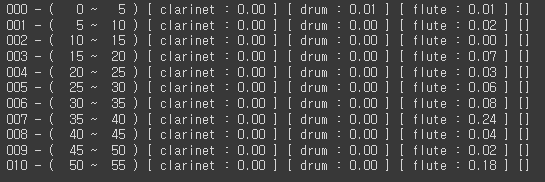 000 - (   0 ~   5 ) [ clarinet : 0.00 ] [ drum : 0.01 ] [ flute : 0.01 ] []
001 - (   5 ~  10 ) [ clarinet : 0.00 ] [ drum : 0.00 ] [ flute : 0.02 ] []
002 - (  10 ~  15 ) [ clarinet : 0.00 ] [ drum : 0.00 ] [ flute : 0.00 ] []
003 - (  15 ~  20 ) [ clarinet : 0.00 ] [ drum : 0.00 ] [ flute : 0.07 ] []
004 - (  20 ~  25 ) [ clarinet : 0.00 ] [ drum : 0.00 ] [ flute : 0.03 ] []
005 - (  25 ~  30 ) [ clarinet : 0.00 ] [ drum : 0.00 ] [ flute : 0.06 ] []
006 - (  30 ~  35 ) [ clarinet : 0.00 ] [ drum : 0.00 ] [ flute : 0.08 ] []
007 - (  35 ~  40 ) [ clarinet : 0.00 ] [ drum : 0.00 ] [ flute : 0.24 ] []
008 - (  40 ~  45 ) [ clarinet : 0.00 ] [ drum : 0.00 ] [ flute : 0.04 ] []
009 - (  45 ~  50 ) [ clarinet : 0.00 ] [ drum : 0.00 ] [ flute : 0.02 ] []
010 - (  50 ~  55 ) [ clarinet : 0.00 ] [ drum : 0.00 ] [ flute : 0.18 ] []